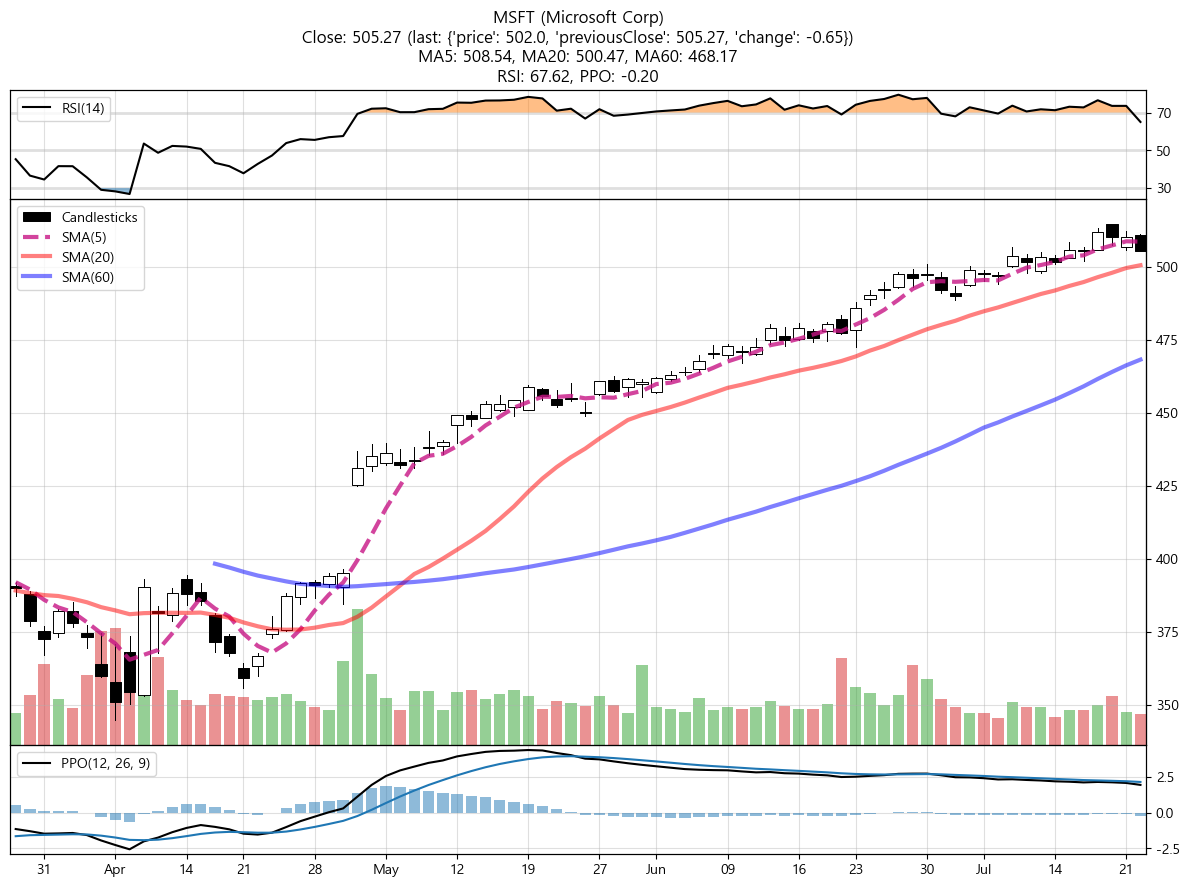 MSFT (Microsoft Corp)
Close: 505.27 (last: {'price': 502.0, 'previousClose': 505.27, 'change': -0.65})
MA5: 508.54, MA20: 500.47, MA60: 468.17
RSI: 67.62, PPO: -0.20
RSI(14)
70
50
30
Candlesticks
SMA(5)
SMA(20)
SMA(60)
500
475
450
425
400
375
350
PPO(12, 26, 9)
2.5
0.0
−2.5
31 Apr 7 14 21 28 May 12 19 27 Jun 09 16 23 30 Jul 14 21